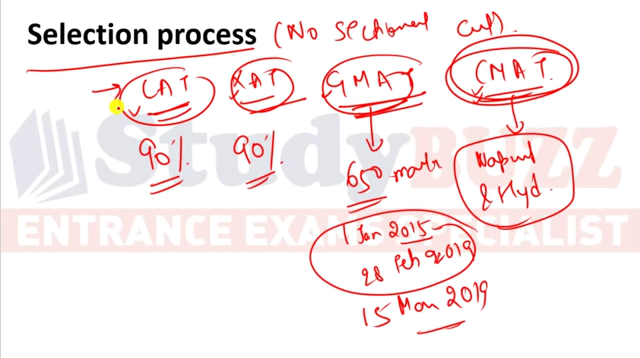 Selection process (No sectional cut).
CAT XAT GMAT CMAT
90% 90% 650 marks
& Hyd.
1 Jan 2015 -
28 Feb 2019
15 Mar 2019
StudyBuzz
ENTRANCE EXAM SPECIALIST